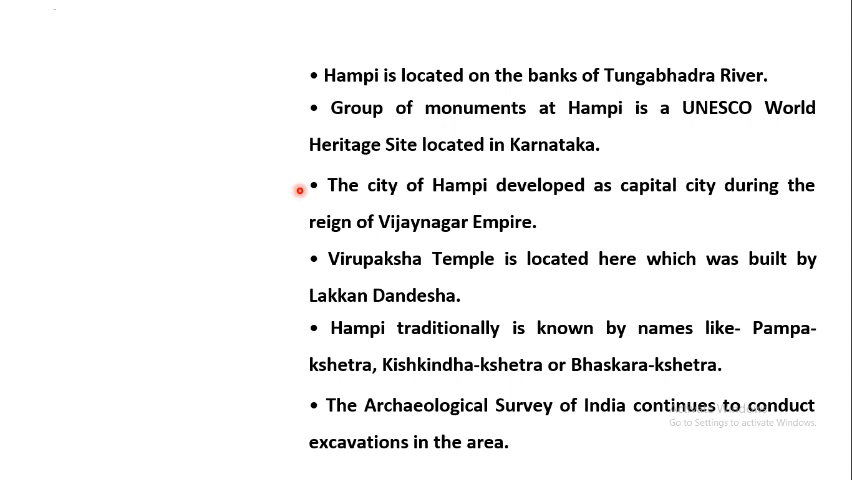 • Hampi is located on the banks of Tungabhadra River.
• Group of monuments at Hampi is a UNESCO World
Heritage Site located in Karnataka.
• The city of Hampi developed as capital city during the
reign of Vijaynagar Empire.
• Virupaksha Temple is located here which was built by
Lakkan Dandesha.
• Hampi traditionally is known by names like- Pampa-
kshetra, Kishkindha-kshetra or Bhaskara-kshetra.
• The Archaeological Survey of India continues to conduct
Activate Windows
Go to Settings to activate Windows.
excavations in the area.